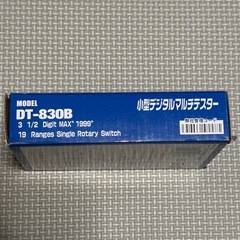 MODEL
DT-830B
3 1/2 Digit MAX"1999"
19 Ranges Single Rotary Switch
小型デジタルマルチテスター